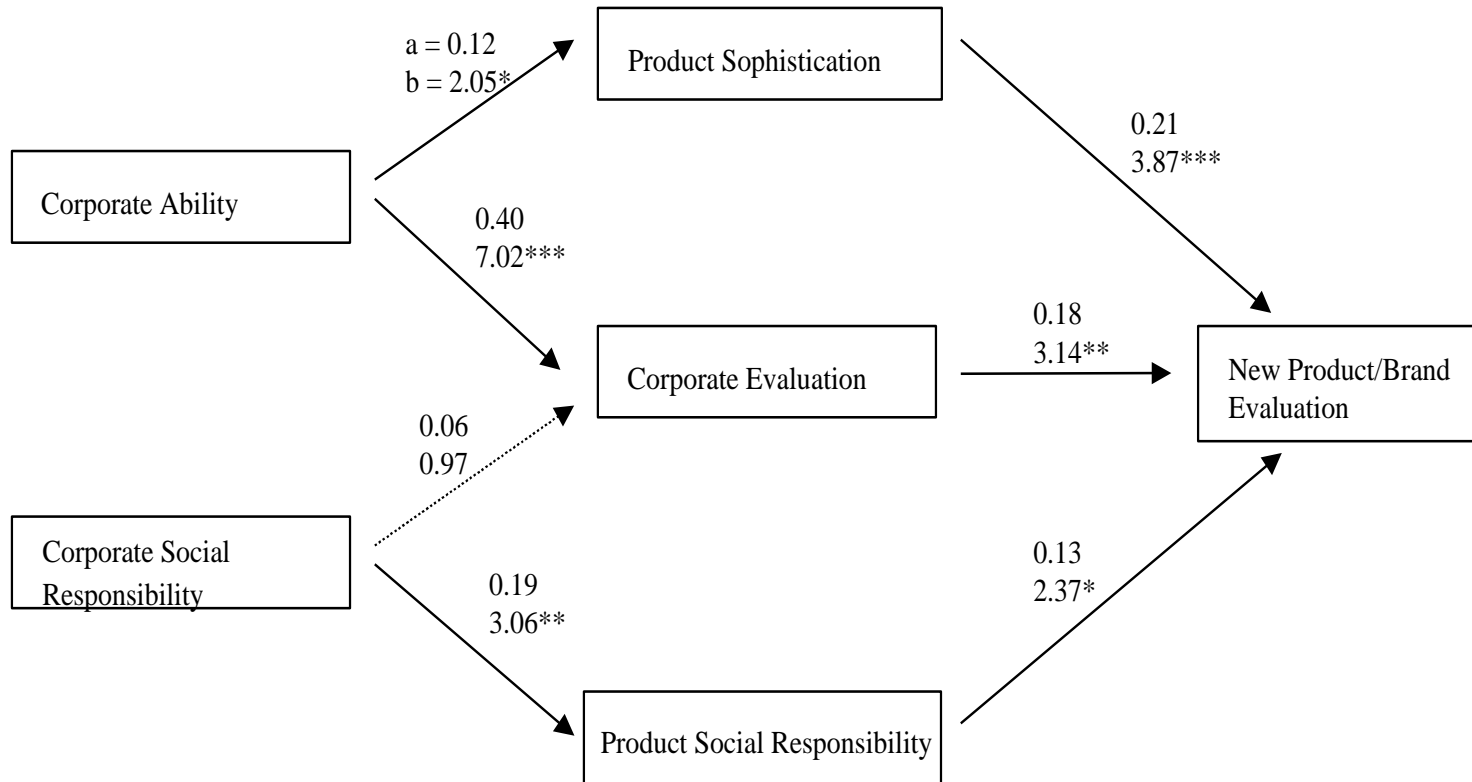 a = 0.12
b = 2.05*
Product Sophistication
0.21
3.87***
Corporate Ability
0.40
7.02***
0.18
3.14**
Corporate Evaluation
New Product/Brand
Evaluation
0.06
0.97
Corporate Social
Responsibility
0.19
3.06**
0.13
2.37*
Product Social Responsibility